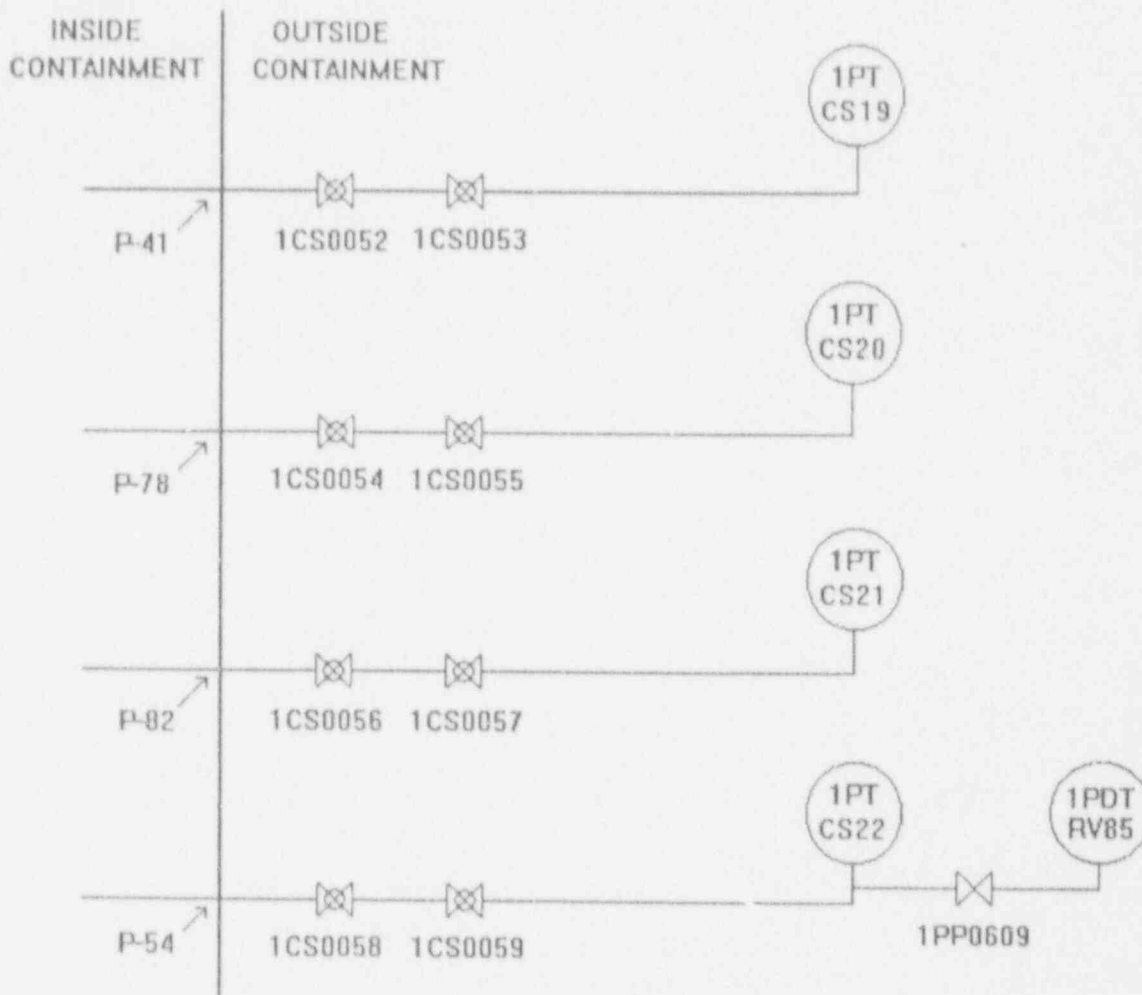 INSIDE
CONTAINMENT
OUTSIDE
CONTAINMENT
1PT
CS19
P-41
1CS0052
1CS0053
1PT
CS20
P-78
1CS0054
1CS0055
1PT
CS21
P-82
1CS0056
1CS0057
1PT
CS22
1PDT
RV85
P-54
1CS0058
1CS0059
1PP0609